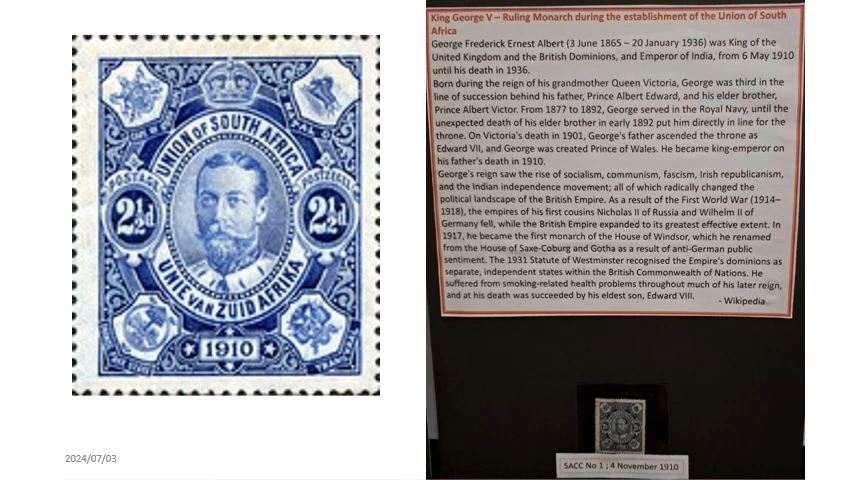 UNION OF SOUTH AFRICA
POSTAGE
POSTZEGEL
2½d
2½d
UNIE VAN ZUID AFRIKA
1910
2024/07/03
King George V – Ruling Monarch during the establishment of the Union of South
Africa
George Frederick Ernest Albert (3 June 1865 – 20 January 1936) was King of the
United Kingdom and the British Dominions, and Emperor of India, from 6 May 1910
until his death in 1936.
Born during the reign of his grandmother Queen Victoria, George was third in the
line of succession behind his father, Prince Albert Edward, and his elder brother,
Prince Albert Victor. From 1877 to 1892, George served in the Royal Navy, until the
unexpected death of his elder brother in early 1892 put him directly in line for the
throne. On Victoria's death in 1901, George's father ascended the throne as
Edward VII, and George was created Prince of Wales. He became king-emperor on
his father's death in 1910.
George's reign saw the rise of socialism, communism, fascism, Irish republicanism,
and the Indian independence movement; all of which radically changed the
political landscape of the British Empire. As a result of the First World War (1914–
1918), the empires of his first cousins Nicholas II of Russia and Wilhelm II of
Germany fell, while the British Empire expanded to its greatest effective extent. In
1917, he became the first monarch of the House of Windsor, which he renamed
from the House of Saxe-Coburg and Gotha as a result of anti-German public
sentiment. The 1931 Statute of Westminster recognised the Empire's dominions as
separate, independent states within the British Commonwealth of Nations. He
suffered from smoking-related health problems throughout much of his later reign,
and at his death was succeeded by his eldest son, Edward VIII.
- Wikipedia
SACC No 1 ; 4 November 1910